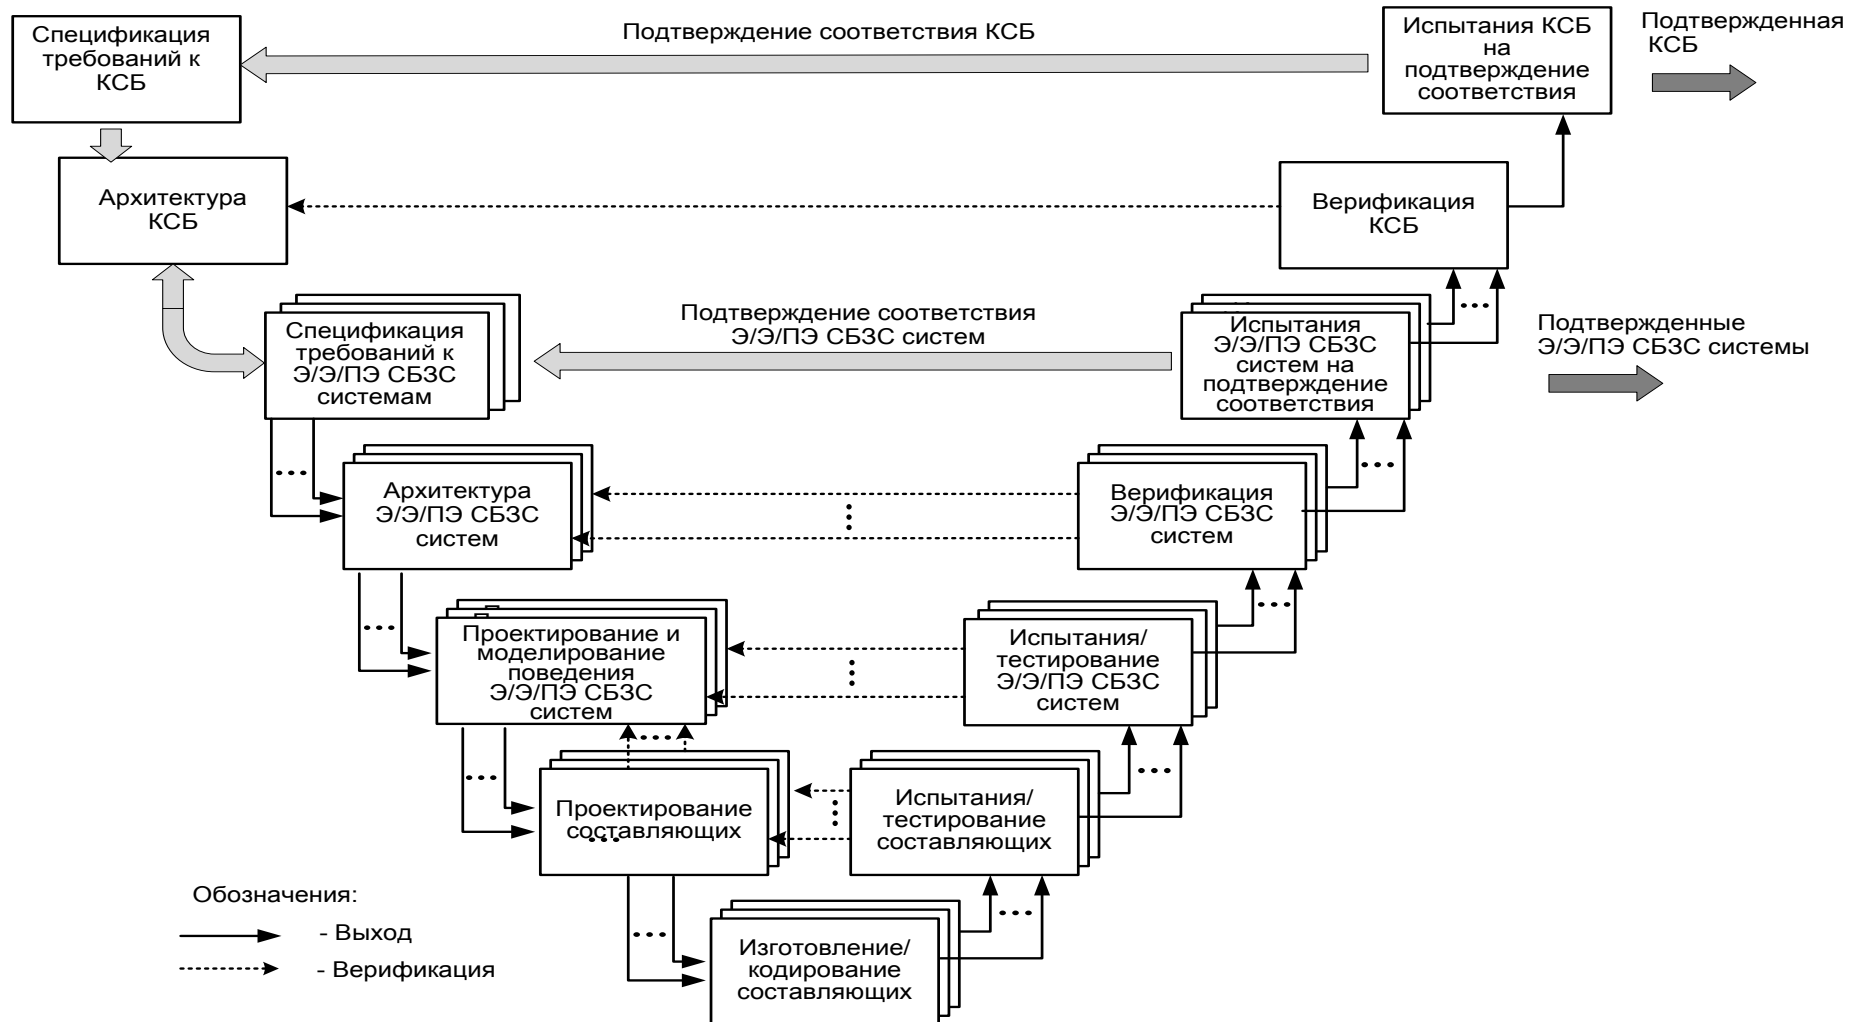 Спецификация
требований к
КСБ
Подтверждение соответствия КСБ
Испытания КСБ
на
подтверждение
соответствия
Подтвержденная
КСБ
Архитектура
КСБ
Верификация
КСБ
Спецификация
требований к
Э/Э/ПЭ СБЗС
системам
Подтверждение соответствия
Э/Э/ПЭ СБЗС систем
Испытания
Э/Э/ПЭ СБЗС
систем на
подтверждение
соответствия
Подтвержденные
Э/Э/ПЭ СБЗС системы
Архитектура
Э/Э/ПЭ СБЗС
систем
Верификация
Э/Э/ПЭ СБЗС
систем
Проектирование и
моделирование
поведения
Э/Э/ПЭ СБЗС
систем
Испытания/
тестирование
Э/Э/ПЭ СБЗС
систем
Проектирование
составляющих
Испытания/
тестирование
составляющих
Изготовление/
кодирование
составляющих
Обозначения:
- Выход
- Верификация